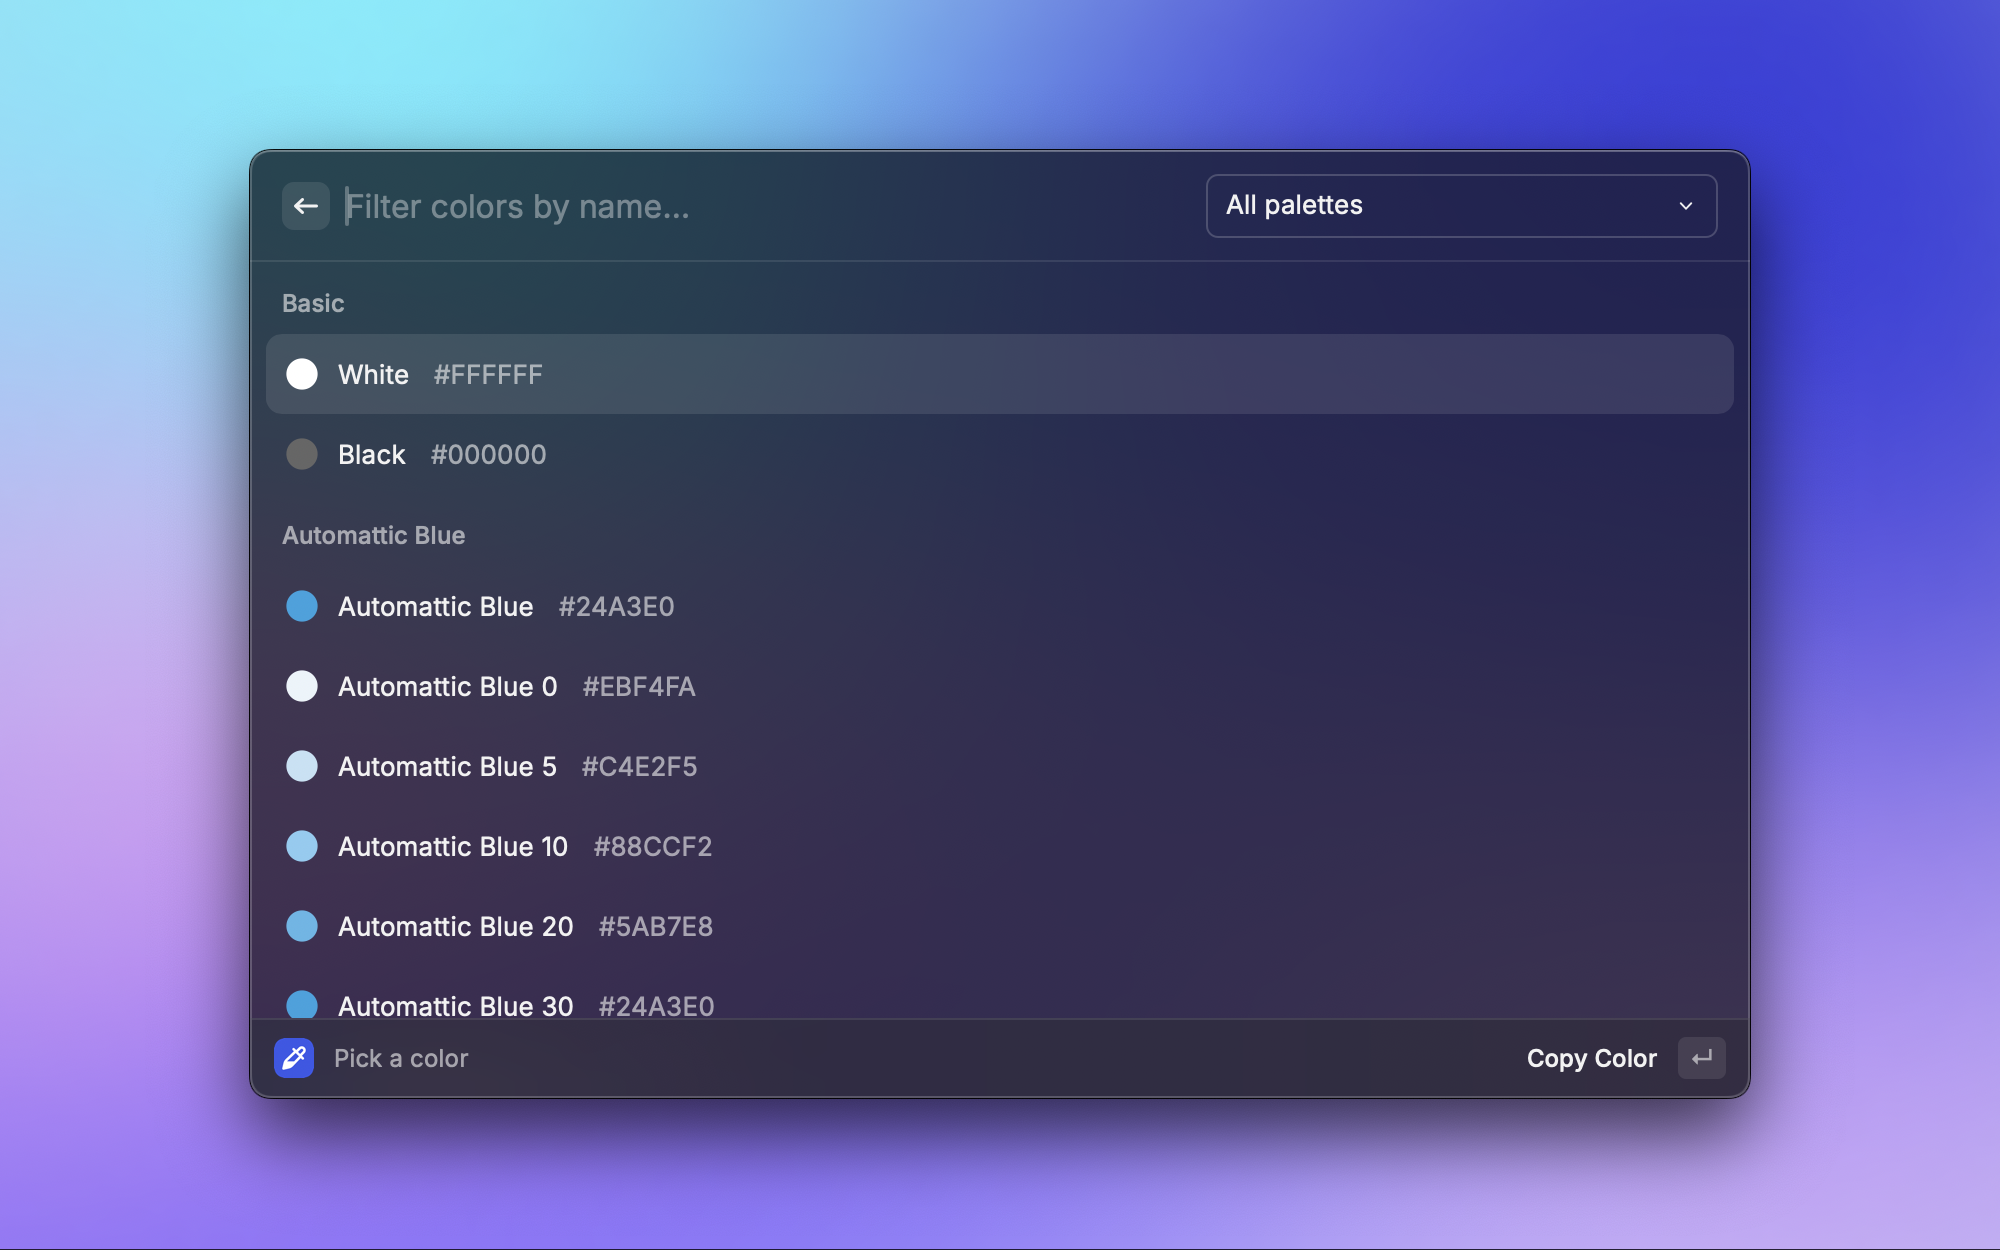 Filter colors by name...
All palettes
Basic
White #FFFFFF
Black #000000
Automattic Blue
Automattic Blue #24A3E0
Automattic Blue 0 #EBF4FA
Automattic Blue 5 #C4E2F5
Automattic Blue 10 #88CCF2
Automattic Blue 20 #5AB7E8
Automattic Blue 30 #24A3E0
Pick a color
Copy Color